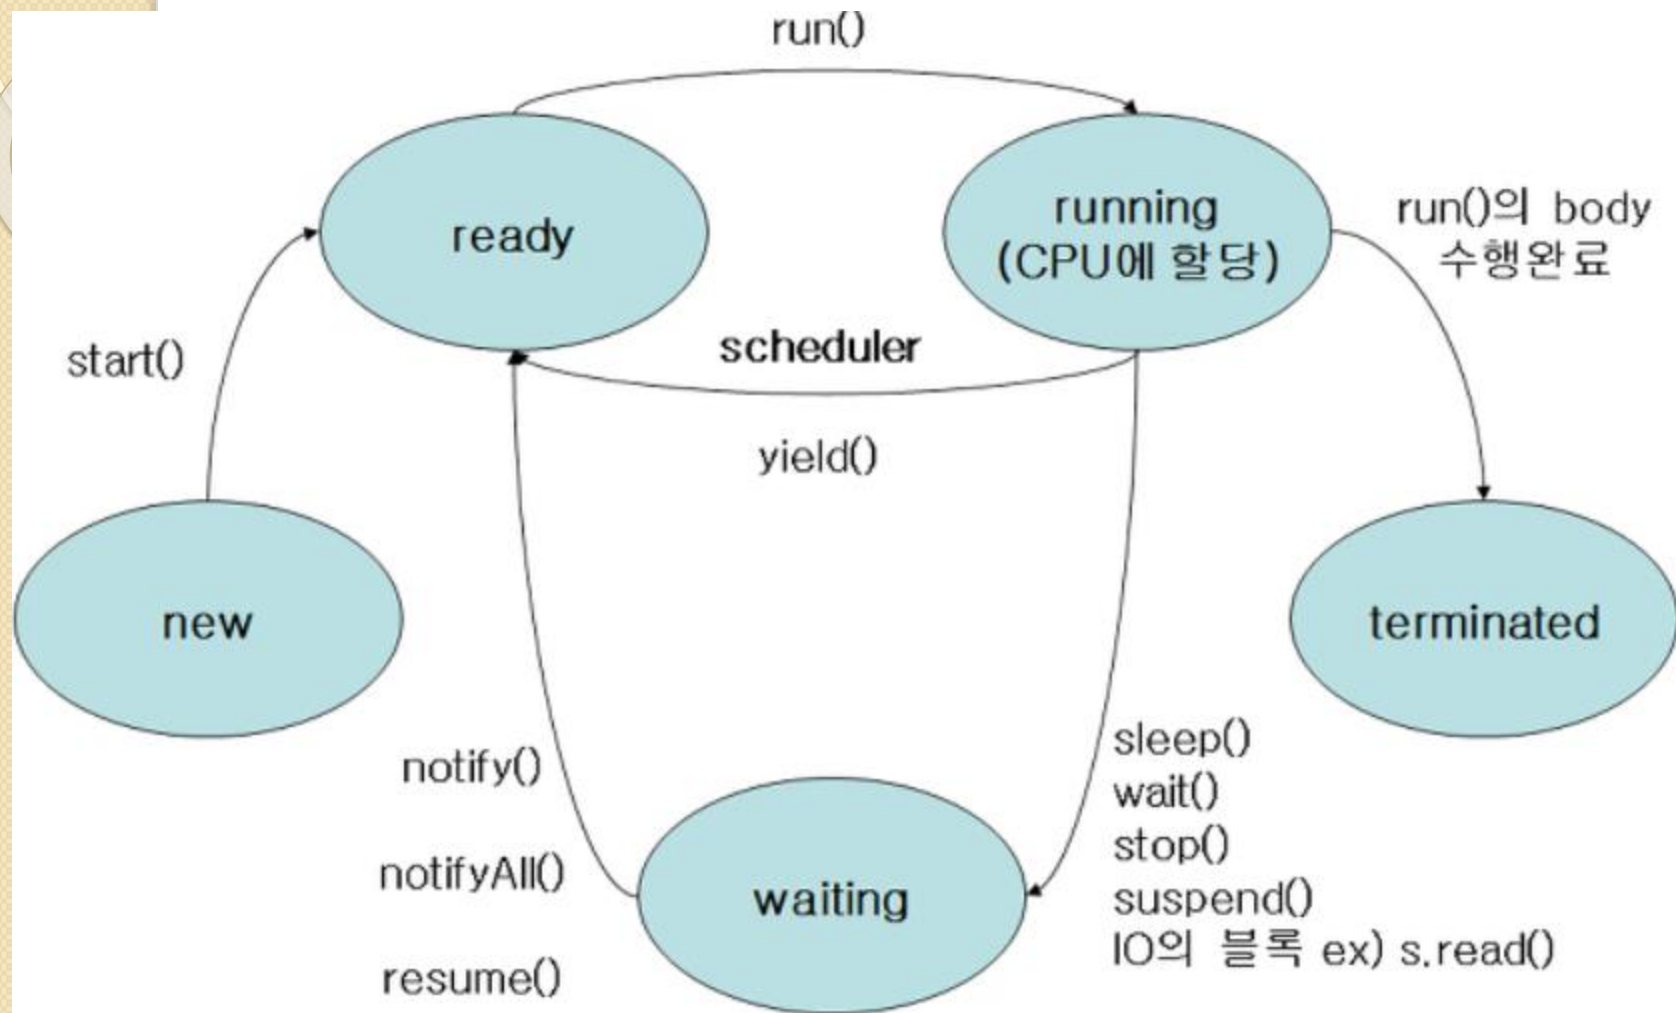 run()
ready
running
(CPU에 할당)
run()의 body
수행완료
start()
scheduler
yield()
new
terminated
notify()
notifyAll()
resume()
waiting
sleep()
wait()
stop()
suspend()
IO의 블록 ex) s.read()